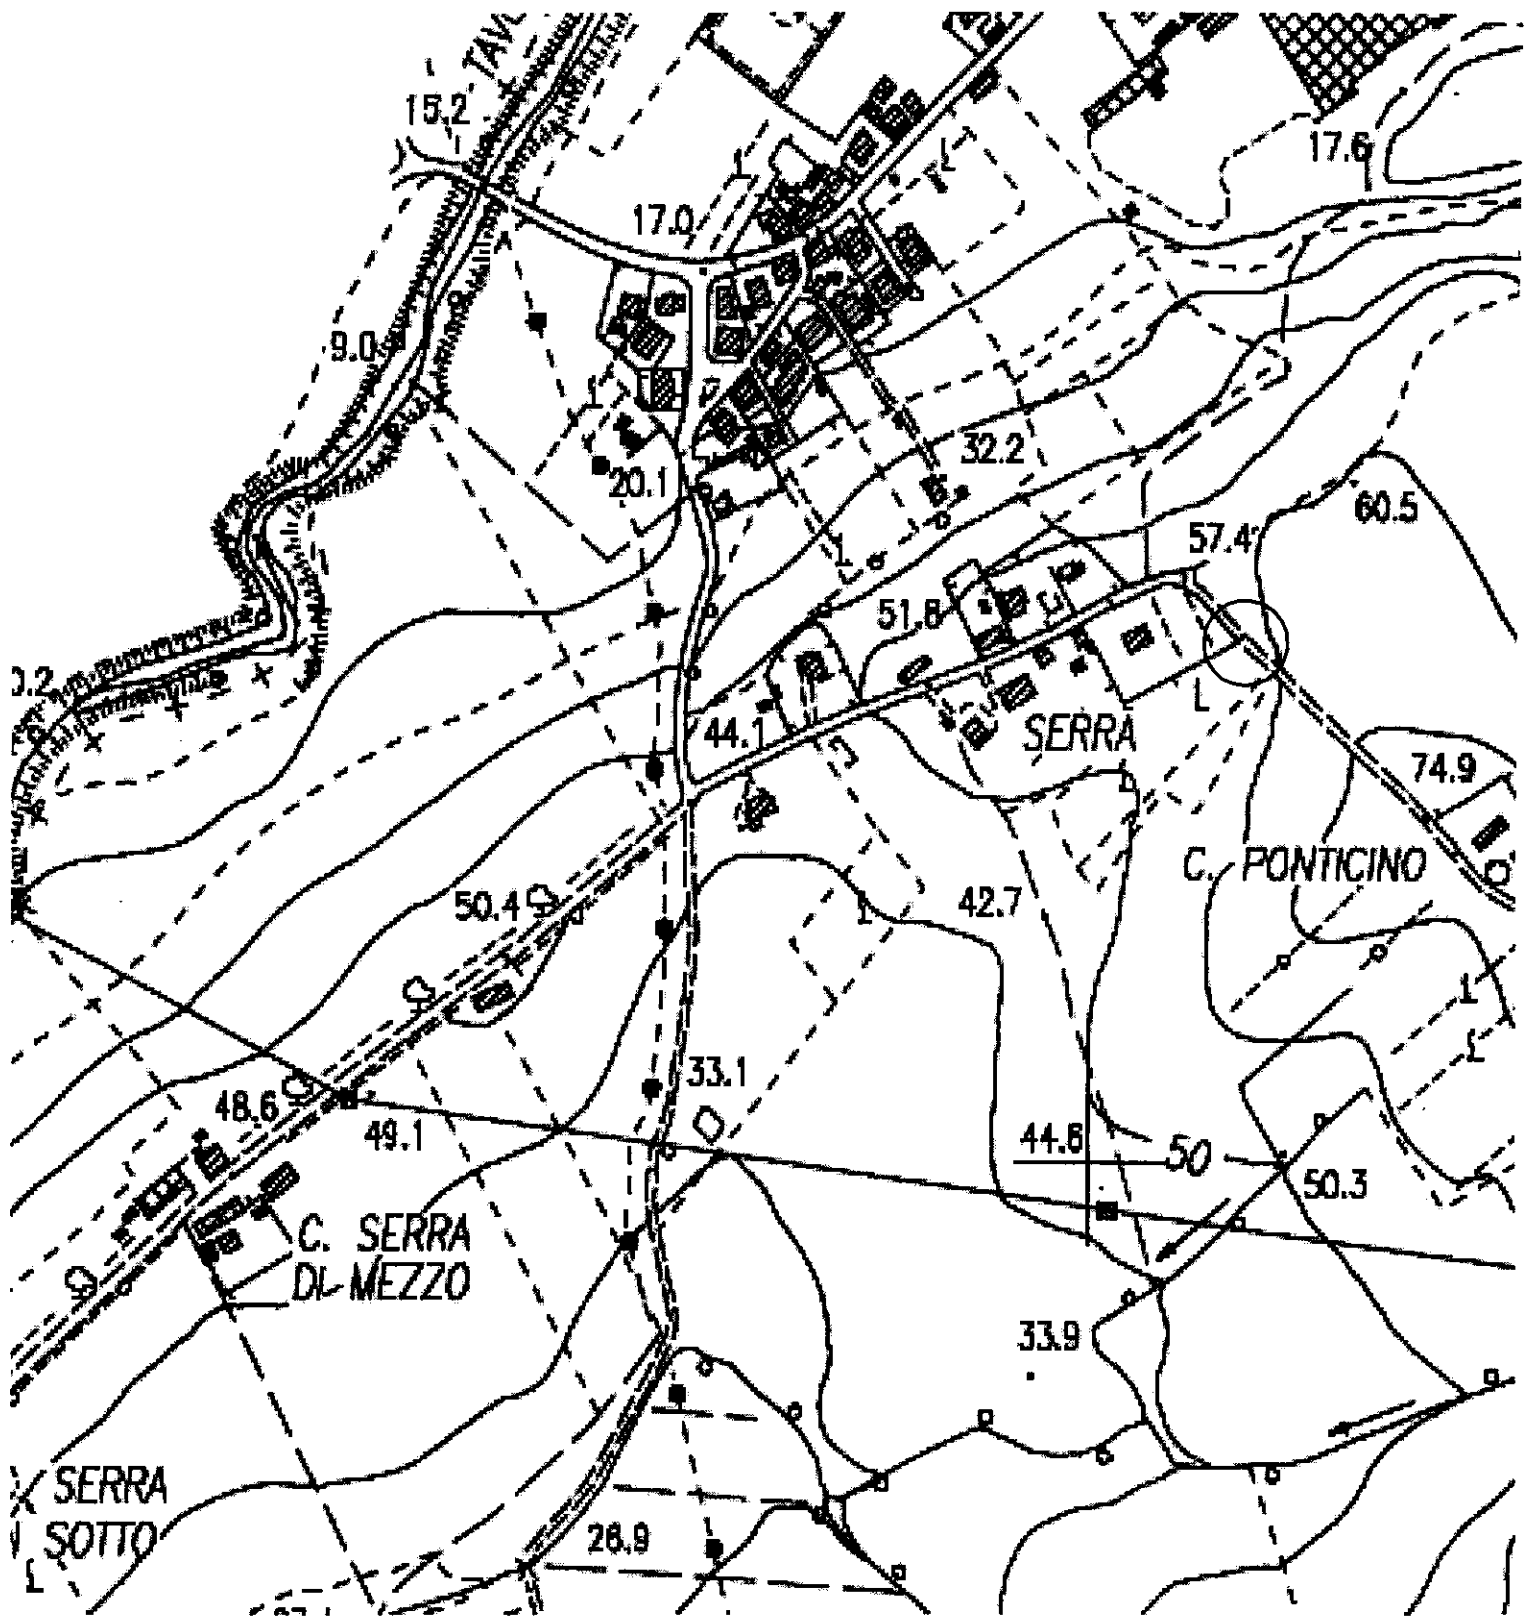 TAV
15.2
17.6
17.0
9.0
32.2
20.1
60.5
57.4
51.8
0.2
L
44.1
SERRA
74.9
C. PONTICINO
50.4
42.7
33.1
48.6
49.1
44.6
50
50.3
C. SERRA
DI MEZZO
33.9
SERRA
SOTTO
26.9